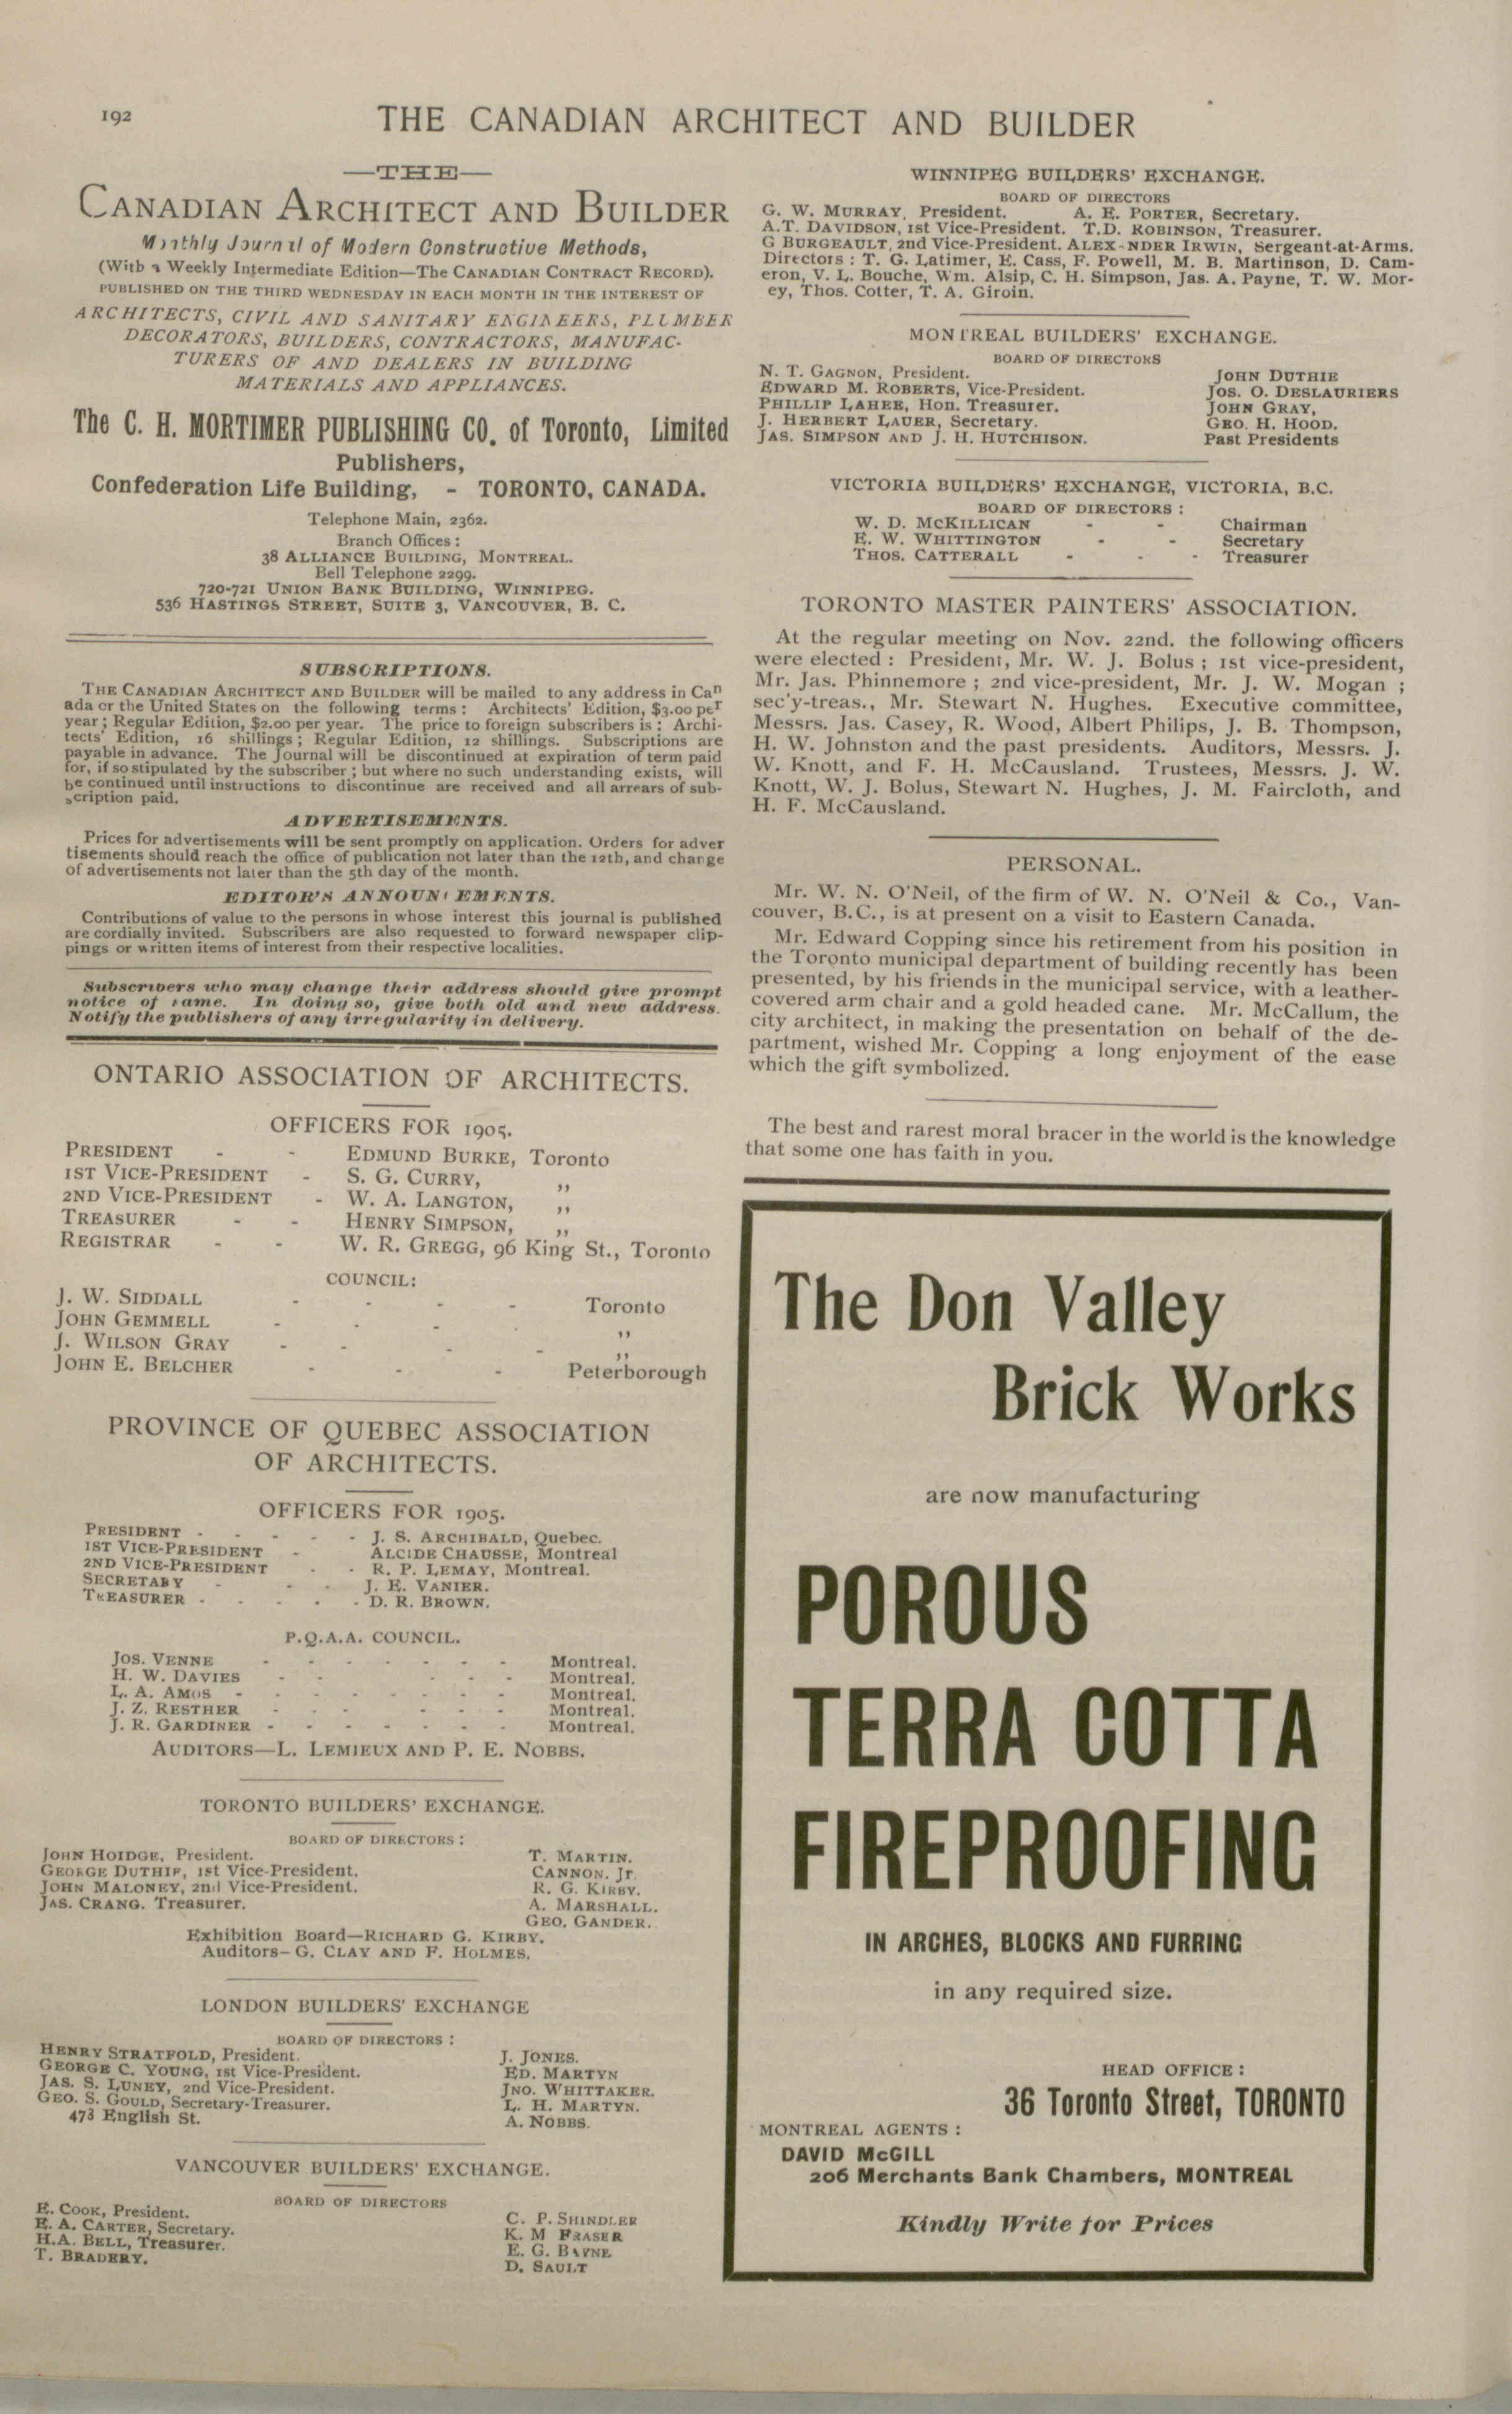 192
THE CANADIAN ARCHITECT AND BUILDER
—THE—
CANADIAN ARCHITECT AND BUILDER
Monthly Journal of Modern Constructive Methods,
(With a Weekly Intermediate Edition—The CANADIAN CONTRACT RECORD).
PUBLISHED ON THE THIRD WEDNESDAY IN EACH MONTH IN THE INTEREST OF
ARCHITECTS, CIVIL AND SANITARY ENGINEERS, PLUMBER
DECORATORS, BUILDERS, CONTRACTORS, MANUFAC-
TURERS OF AND DEALERS IN BUILDING
MATERIALS AND APPLIANCES.
The C. H. MORTIMER PUBLISHING CO. of Toronto, Limited
Publishers,
Confederation Life Building, - TORONTO, CANADA.
Telephone Main, 2362.
Branch Offices :
38 ALLIANCE BUILDING, MONTREAL.
Bell Telephone 2299.
720-721 UNION BANK BUILDING, WINNIPEG.
536 HASTINGS STREET, SUITE 3, VANCOUVER, B. C.
SUBSCRIPTIONS.
THE CANADIAN ARCHITECT AND BUILDER will be mailed to any address in Can
ada or the United States on the following terms : Architects' Edition, $3.00 per
year ; Regular Edition, $2.00 per year. The price to foreign subscribers is : Archi-
tects' Edition, 16 shillings ; Regular Edition, 12 shillings. Subscriptions are
payable in advance. The Journal will be discontinued at expiration of term paid
for, if so stipulated by the subscriber ; but where no such understanding exists, will
be continued until instructions to discontinue are received and all arrears of sub-
scription paid.
ADVERTISEMENTS.
Prices for advertisements will be sent promptly on application. Orders for adver
tisements should reach the office of publication not later than the 12th, and change
of advertisements not later than the 5th day of the month.
EDITOR'S ANNOUNCEMENTS.
Contributions of value to the persons in whose interest this journal is published
are cordially invited. Subscribers are also requested to forward newspaper clip-
pings or written items of interest from their respective localities.
Subscribers who may change their address should give prompt
notice of same. In doing so, give both old and new address.
Notify the publishers of any irregularity in delivery.
ONTARIO ASSOCIATION OF ARCHITECTS.
OFFICERS FOR 1905.
PRESIDENT - - EDMUND BURKE, Toronto
1ST VICE-PRESIDENT - S. G. CURRY, ,,
2ND VICE-PRESIDENT - W. A. LANGTON, ,,
TREASURER - - HENRY SIMPSON, ,,
REGISTRAR - - W. R. GREGG, 96 King St., Toronto
COUNCIL:
J. W. SIDDALL - - - - Toronto
JOHN GEMMELL - - - ,,
J. WILSON GRAY - - - - ,,
JOHN E. BELCHER - - - Peterborough
PROVINCE OF QUEBEC ASSOCIATION
OF ARCHITECTS.
OFFICERS FOR 1905.
PRESIDENT - - - - - J. S. ARCHIBALD, Quebec.
1ST VICE-PRESIDENT - ALCIDE CHAUSSE, Montreal
2ND VICE-PRESIDENT - - R. P. LEMAY, Montreal.
SECRETARY - - - J. E. VANIER.
TREASURER - - - - - D. R. BROWN.
P.Q.A.A. COUNCIL.
JOS. VENNE - - - - - - - Montreal.
H. W. DAVIES - - - - - Montreal.
L. A. AMOS - - - - - - - - Montreal.
J. Z. RESTHER - - - - - - Montreal.
J. R. GARDINER - - - - - - - Montreal.
AUDITORS—L. LEMIEUX AND P. E. NOBBS.
TORONTO BUILDERS' EXCHANGE.
BOARD OF DIRECTORS :
JOHN HOIDGE, President. T. MARTIN.
GEORGE DUTHIE, 1st Vice-President. CANNON. Jr.
JOHN MALONEY, 2nd Vice-President. R. G. KIRBY.
JAS. CRANG. Treasurer. A. MARSHALL.
GEO. GANDER.
Exhibition Board—RICHARD G. KIRBY.
Auditors—G. CLAY AND F. HOLMES.
LONDON BUILDERS' EXCHANGE
BOARD OF DIRECTORS :
HENRY STRATFOLD, President. J. JONES.
GEORGE C. YOUNG, 1st Vice-President. ED. MARTYN
JAS. S. LUNEY, 2nd Vice-President. JNO. WHITTAKER.
GEO. S. GOULD, Secretary-Treasurer. L. H. MARTYN.
473 English St. A. NOBBS.
VANCOUVER BUILDERS' EXCHANGE.
BOARD OF DIRECTORS
E. COOK, President. C. P. SHINDLER
E. A. CARTER, Secretary. K. M FRASER
H.A. BELL, Treasurer. E. G. BAYNE
T. BRADERY. D. SAULT
WINNIPEG BUILDERS' EXCHANGE.
BOARD OF DIRECTORS
G. W. MURRAY, President. A. E. PORTER, Secretary.
A.T. DAVIDSON, 1st Vice-President. T.D. ROBINSON, Treasurer.
G BURGEAULT, 2nd Vice-President. ALEXANDER IRWIN, Sergeant-at-Arms.
Directors : T. G. Latimer, E. Cass, F. Powell, M. B. Martinson, D. Cam-
eron, V. L. Bouche, Wm. Alsip, C. H. Simpson, Jas. A. Payne, T. W. Mor-
ey, Thos. Cotter, T. A. Giroin.
MONTREAL BUILDERS' EXCHANGE.
BOARD OF DIRECTORS
N. T. GAGNON, President. JOHN DUTHIE
EDWARD M. ROBERTS, Vice-President. JOS. O. DESLAURIERS
PHILLIP LAHEE, Hon. Treasurer. JOHN GRAY,
J. HERBERT LAUER, Secretary. GEO. H. HOOD.
JAS. SIMPSON AND J. H. HUTCHISON. Past Presidents
VICTORIA BUILDERS' EXCHANGE, VICTORIA, B.C.
BOARD OF DIRECTORS :
W. D. MCKILLICAN - - Chairman
E. W. WHITTINGTON - - Secretary
THOS. CATTERALL - - - Treasurer
TORONTO MASTER PAINTERS' ASSOCIATION.
At the regular meeting on Nov. 22nd. the following officers
were elected : President, Mr. W. J. Bolus ; 1st vice-president,
Mr. Jas. Phinnemore ; 2nd vice-president, Mr. J. W. Mogan ;
sec'y-treas., Mr. Stewart N. Hughes. Executive committee,
Messrs. Jas. Casey, R. Wood, Albert Philips, J. B. Thompson,
H. W. Johnston and the past presidents. Auditors, Messrs. J.
W. Knott, and F. H. McCausland. Trustees, Messrs. J. W.
Knott, W. J. Bolus, Stewart N. Hughes, J. M. Faircloth, and
H. F. McCausland.
PERSONAL.
Mr. W. N. O'Neil, of the firm of W. N. O'Neil & Co., Van-
couver, B.C., is at present on a visit to Eastern Canada.
Mr. Edward Copping since his retirement from his position in
the Toronto municipal department of building recently has been
presented, by his friends in the municipal service, with a leather-
covered arm chair and a gold headed cane. Mr. McCallum, the
city architect, in making the presentation on behalf of the de-
partment, wished Mr. Copping a long enjoyment of the ease
which the gift symbolized.
The best and rarest moral bracer in the world is the knowledge
that some one has faith in you.
The Don Valley
Brick Works
are now manufacturing
POROUS
TERRA COTTA
FIREPROOFING
IN ARCHES, BLOCKS AND FURRING
in any required size.
HEAD OFFICE :
36 Toronto Street, TORONTO
MONTREAL AGENTS :
DAVID McGILL
206 Merchants Bank Chambers, MONTREAL
Kindly Write for Prices